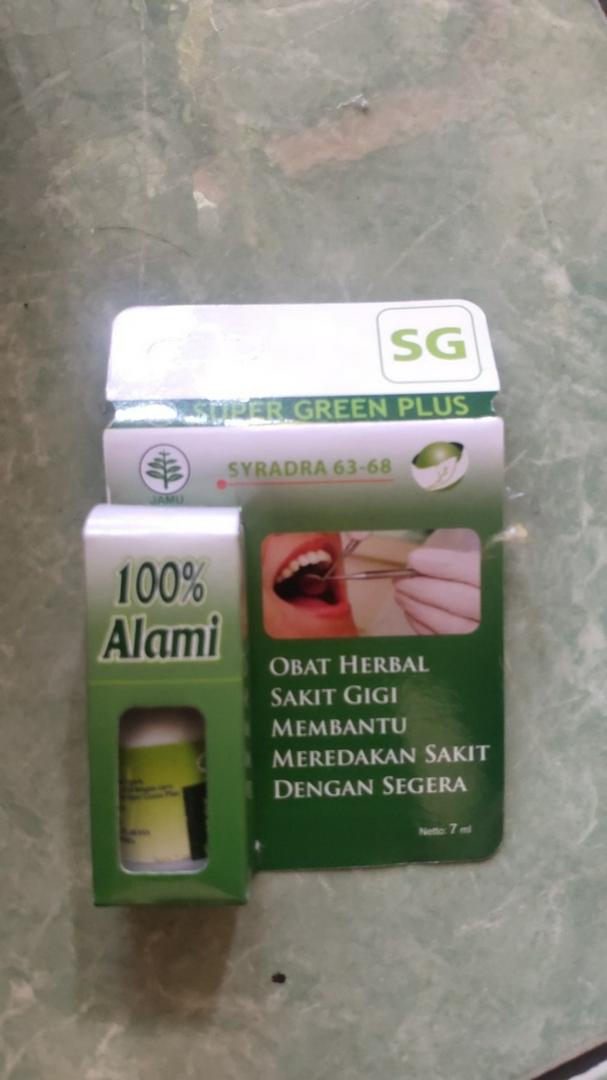 SG
SUPER GREEN PLUS
SYRADRA 63-68
JAMU
100%
Alami
OBAT HERBAL
SAKIT GIGI
MEMBANTU
MEREDAKAN SAKIT
DENGAN SEGERA
Netto: 7 ml